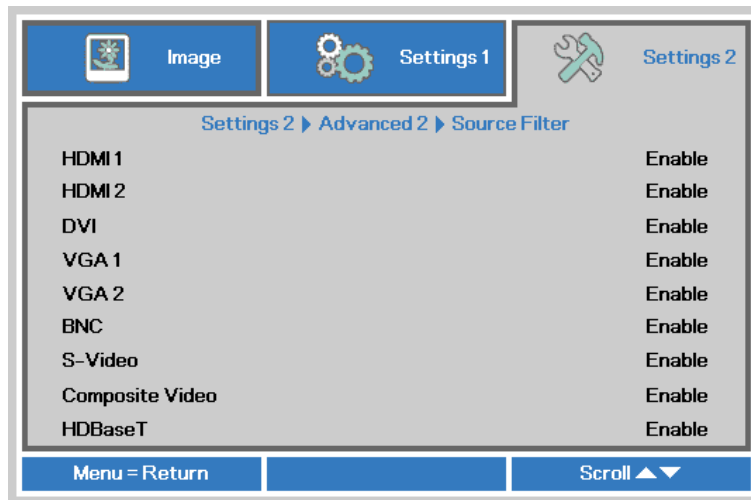 Image Settings 1 Settings 2
Settings 2 ▶ Advanced 2 ▶ Source Filter
HDMI 1 Enable
HDMI 2 Enable
DVI Enable
VGA 1 Enable
VGA 2 Enable
BNC Enable
S-Video Enable
Composite Video Enable
HDBaseT Enable
Menu = Return Scroll ▲▼